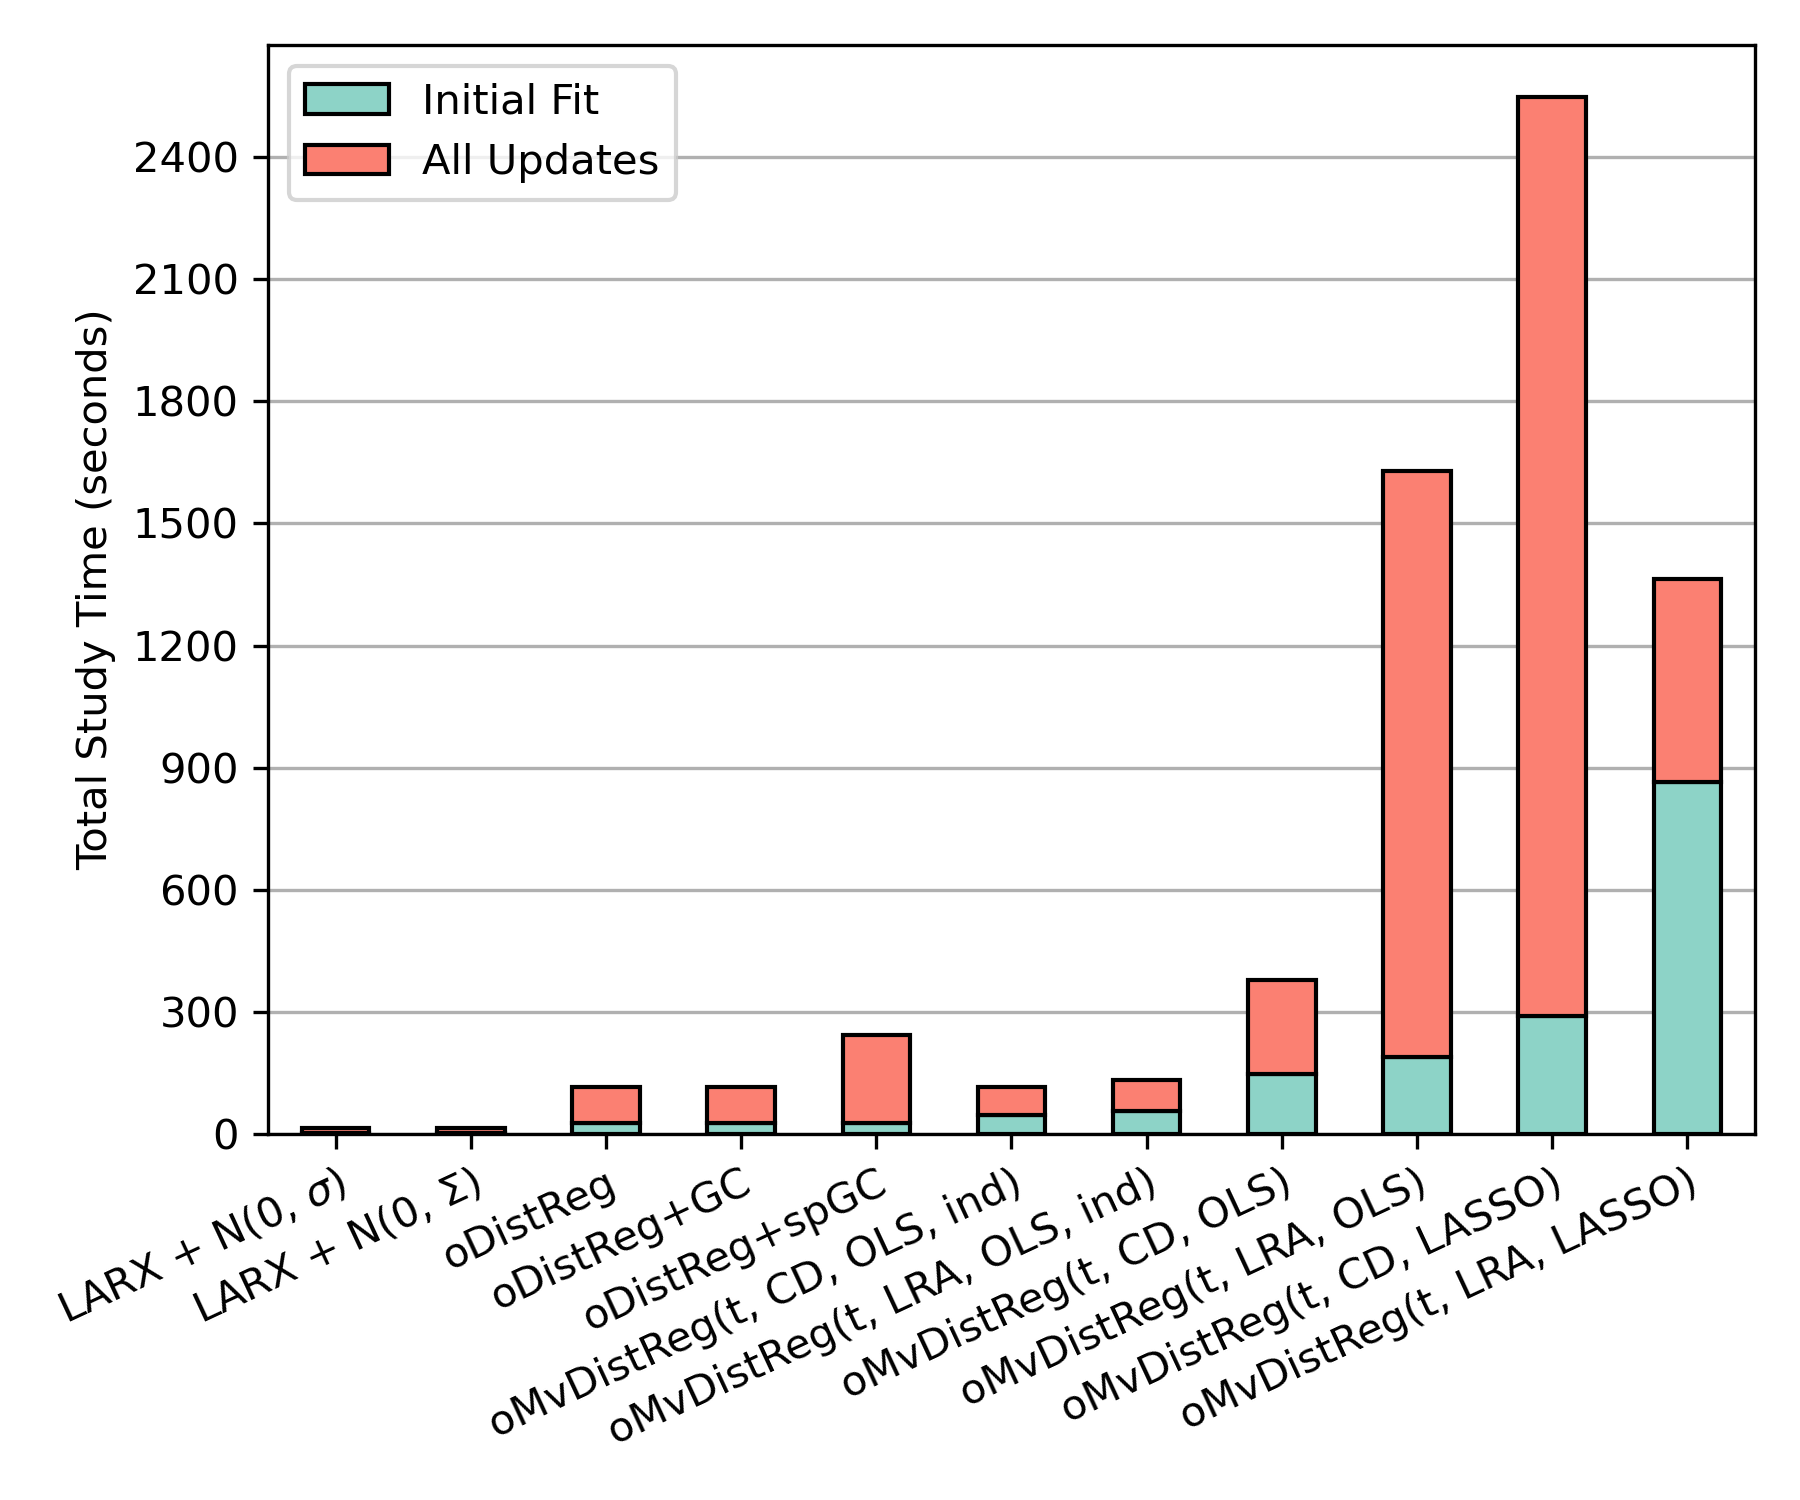 Initial Fit
All Updates
Total Study Time (seconds)
2400
2100
1800
1500
1200
900
600
300
0
LARX + N(0, σ)
LARX + N(0, Σ)
oDistReg
oDistReg+GC
oDistReg+spGC
oMvDistReg(t, CD, OLS, ind)
oMvDistReg(t, LRA, OLS, ind)
oMvDistReg(t, CD, OLS)
oMvDistReg(t, LRA, OLS)
oMvDistReg(t, CD, LASSO)
oMvDistReg(t, LRA, LASSO)